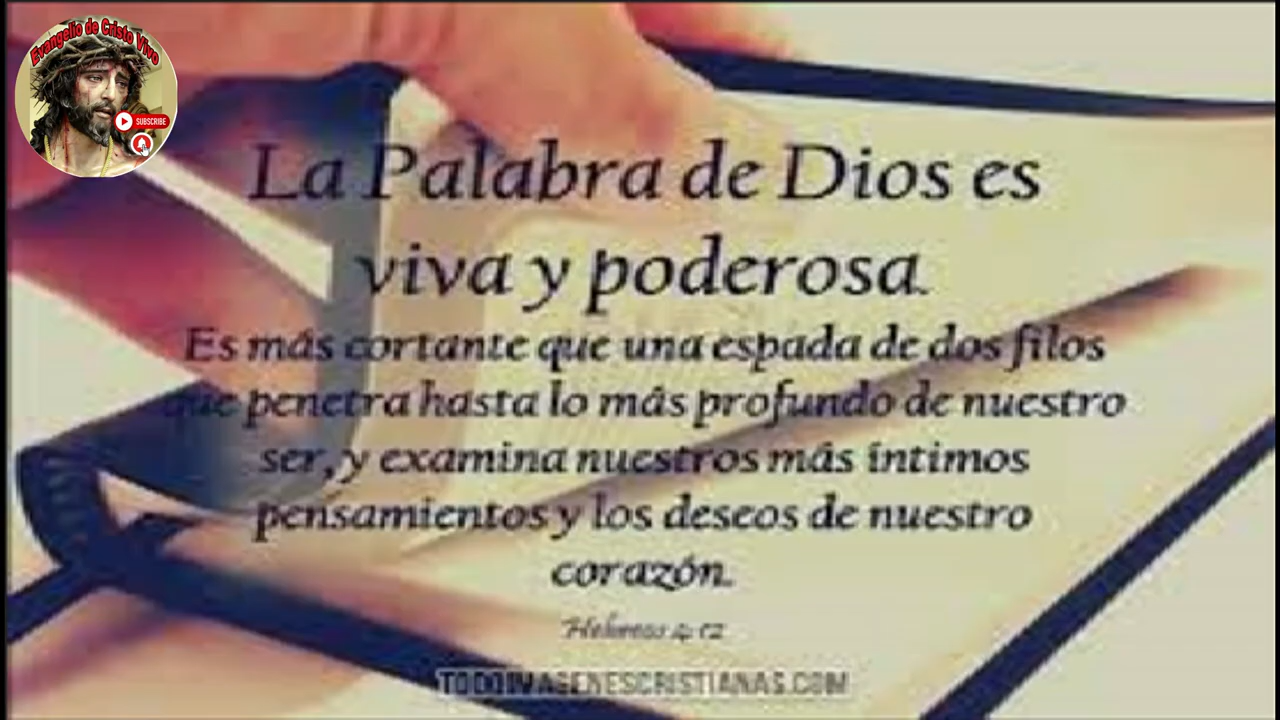 Evangelio de Cristo Vivo
SUBSCRIBE
La Palabra de Dios es
viva y poderosa.
Es más cortante que una espada de dos filos
que penetra hasta lo más profundo de nuestro
ser, y examina nuestros más íntimos
pensamientos y los deseos de nuestro
corazón.
Hebreos 4:12
TODOIMAGENESCRISTIANAS.COM